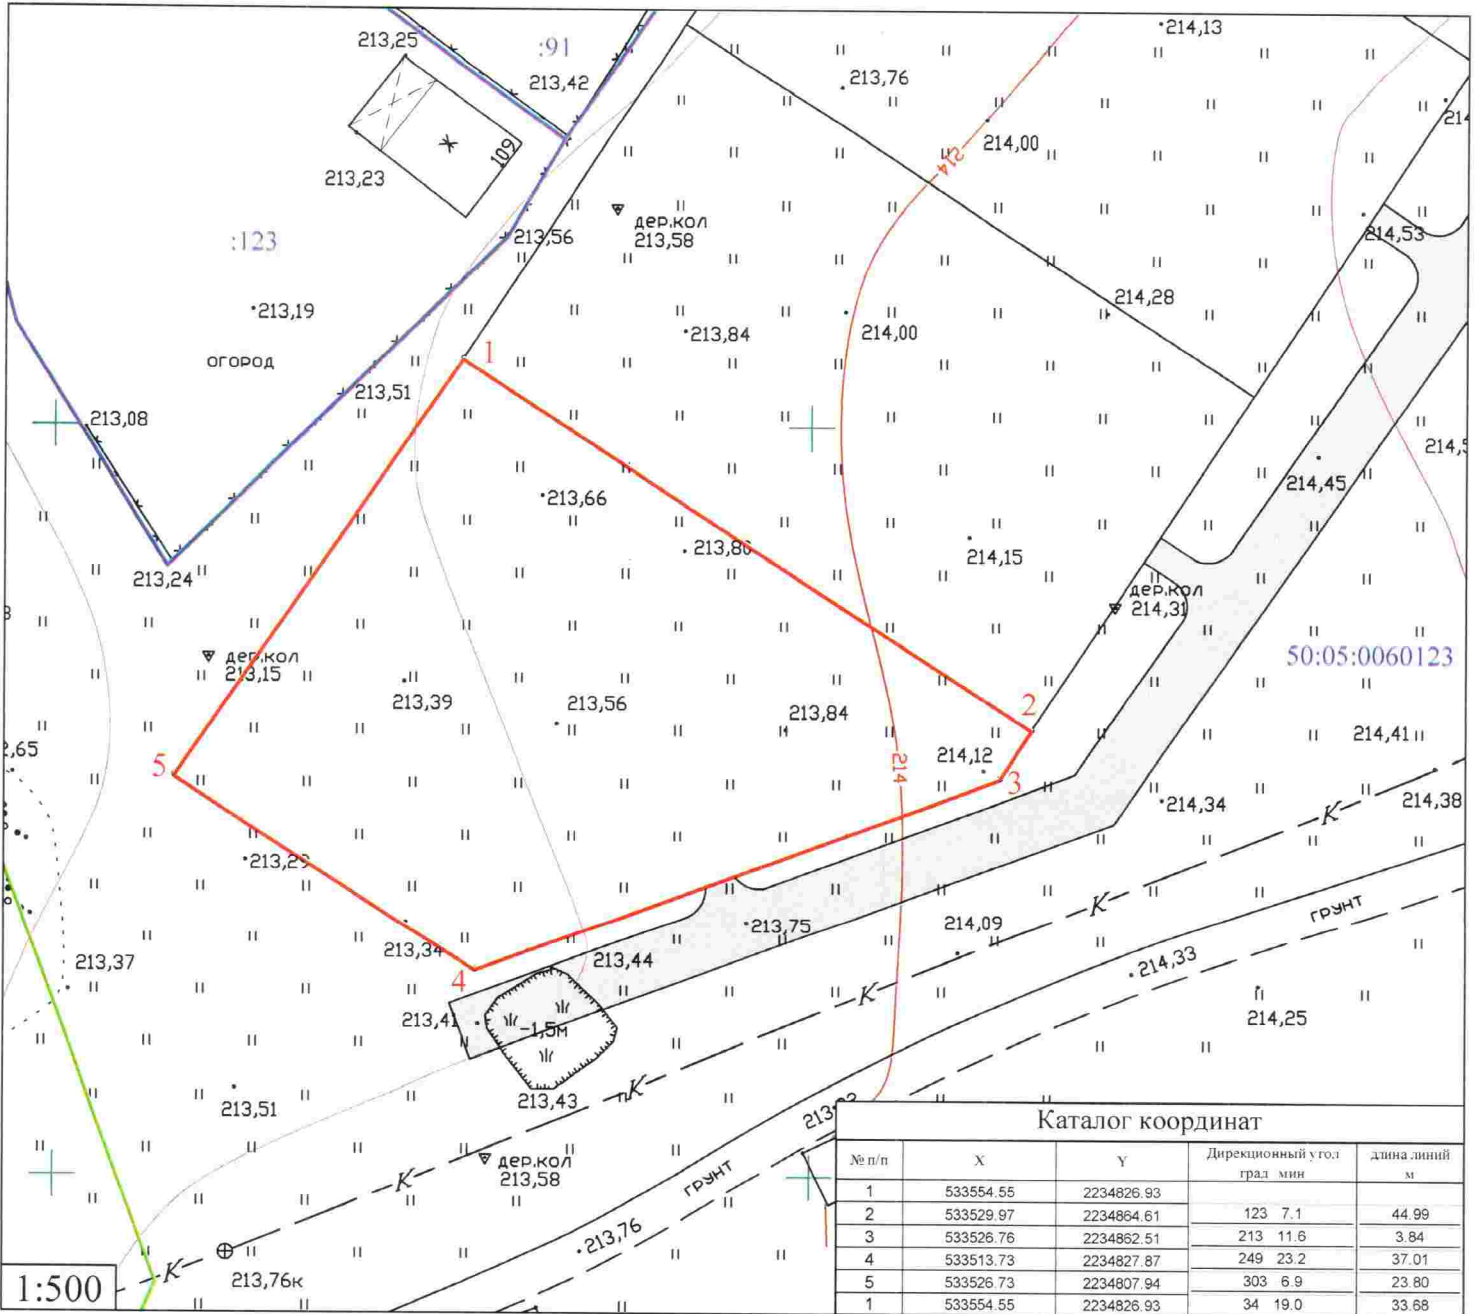 214,13
213,25
:91
213,76
213,42
214,00
214
109
213,23
дер.кол
213,58
213,56
214,53
:123
214,28
213,19
213,84
214,00
ОГОРОД
213,51
1
213,08
214,45
213,66
213,86
214,15
213,24
дер.кол
214,31
дер.кол
213,15
50:05:0060123
213,39
213,56
213,84
2
214,41
214,12
5
3
214
214,34
214,38
К
213,29
К
ГРУНТ
213,75
214,09
213,34
4
213,44
213,37
214,33
К
213,41
-1,5м
214,25
213,43
К
213,51
дер.кол
213,58
К
ГРУНТ
213,76
К
213,76к
1:500
Каталог координат
№ п/п X Y Дирекционный угол длина линий
град мин м
1 533554.55 2234826.93
2 533529.97 2234864.61 123 7.1 44.99
3 533526.76 2234862.51 213 11.6 3.84
4 533513.73 2234827.87 249 23.2 37.01
5 533526.73 2234807.94 303 6.9 23.80
1 533554.55 2234826.93 34 19.0 33.68